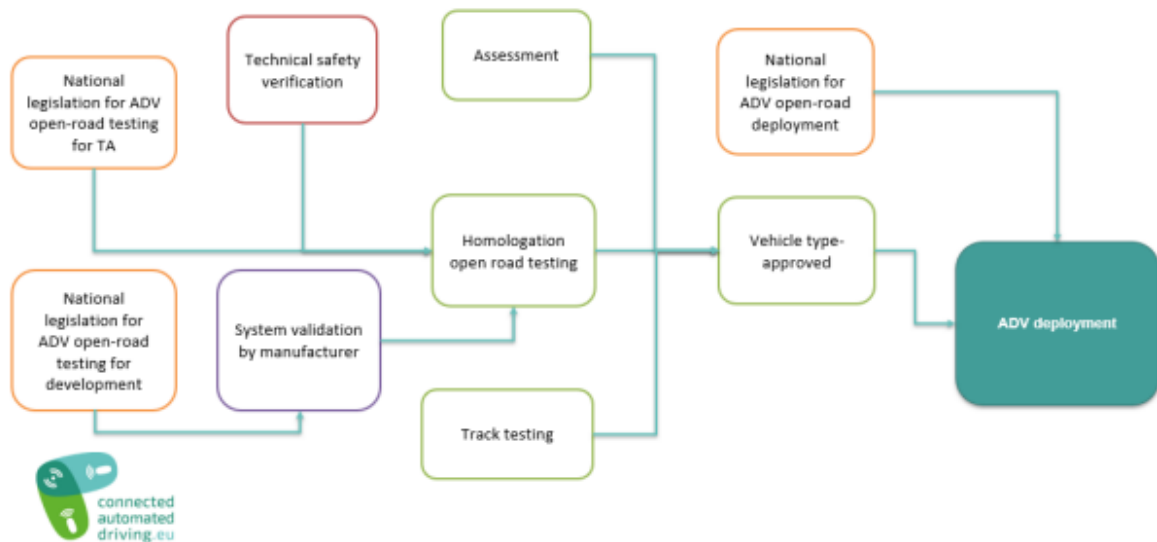 National
legislation for ADV
open-road testing
for TA
Technical safety
verification
Assessment
National
legislation for
ADV open-road
deployment
Homologation
open road testing
Vehicle type-
approved
National
legislation for
ADV open-road
testing for
development
System validation
by manufacturer
ADV deployment
Track testing
connected
automated
driving.eu